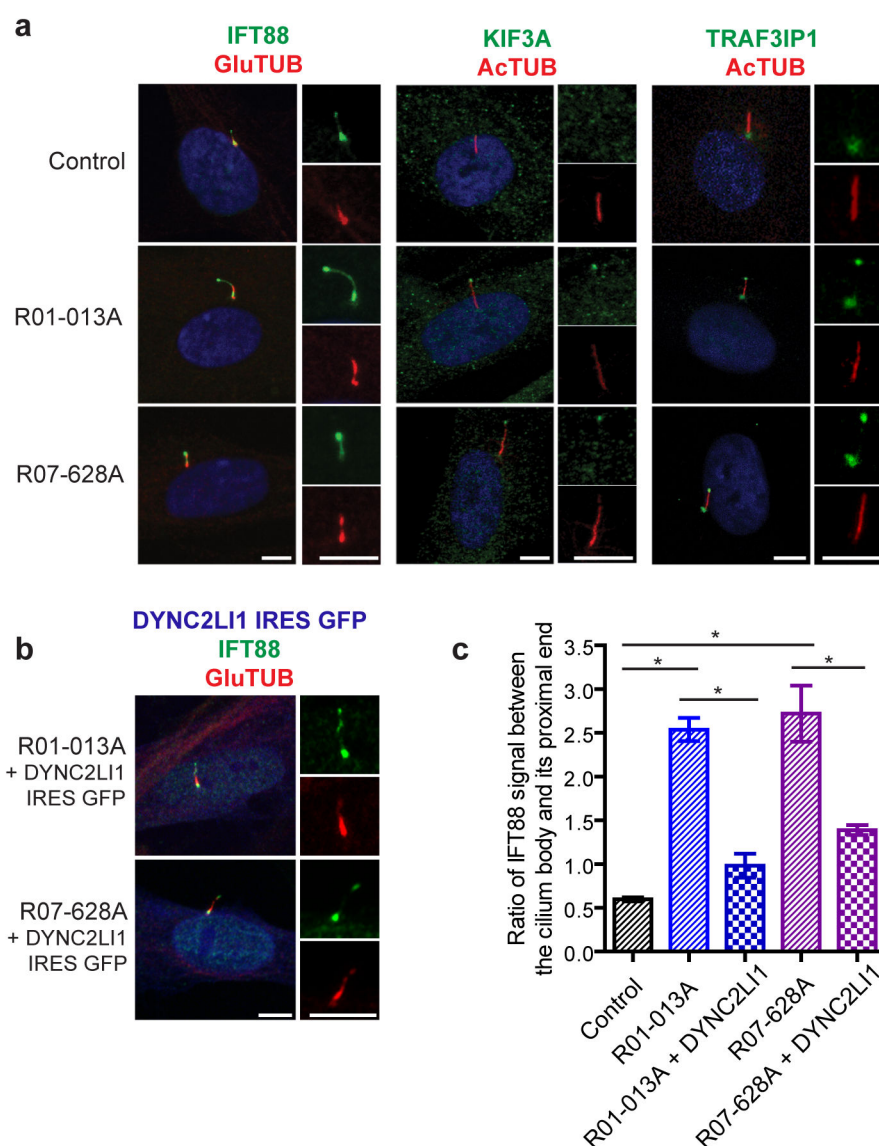 a
IFT88
GluTUB
KIF3A
AcTUB
TRAF3IP1
AcTUB
Control
R01-013A
R07-628A
b
DYNC2LI1 IRES GFP
IFT88
GluTUB
R01-013A
+ DYNC2LI1
IRES GFP
R07-628A
+ DYNC2LI1
IRES GFP
c
Ratio of IFT88 signal between
the cilium body and its proximal end
3.5
3.0
2.5
2.0
1.5
1.0
0.5
0.0
*
*
*
*
Control
R01-013A
R01-013A + DYNC2LI1
R07-628A
R07-628A + DYNC2LI1